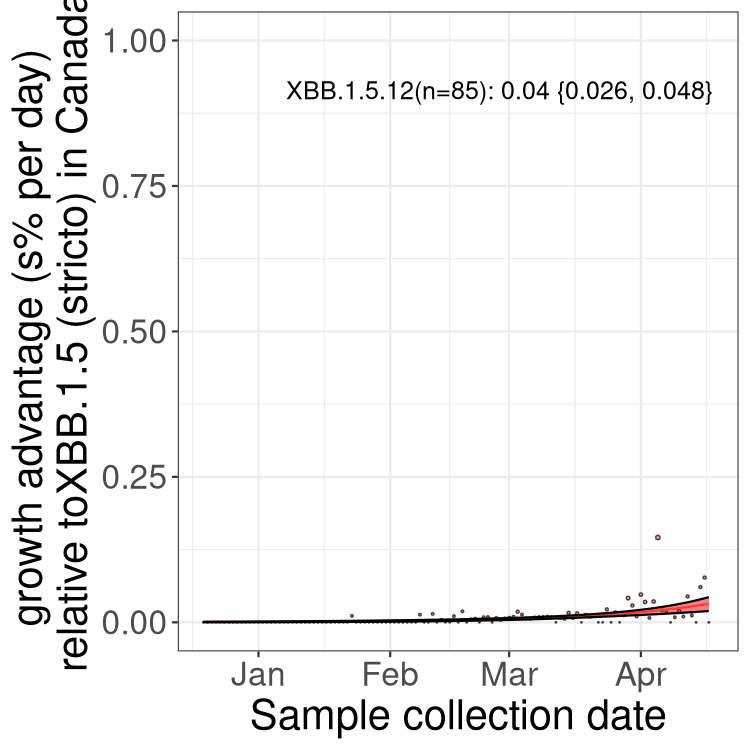 growth advantage (s% per day)
relative toXBB.1.5 (stricto) in Canada
1.00
0.75
0.50
0.25
0.00
XBB.1.5.12(n=85): 0.04 {0.026, 0.048}
Jan
Feb
Mar
Apr
Sample collection date